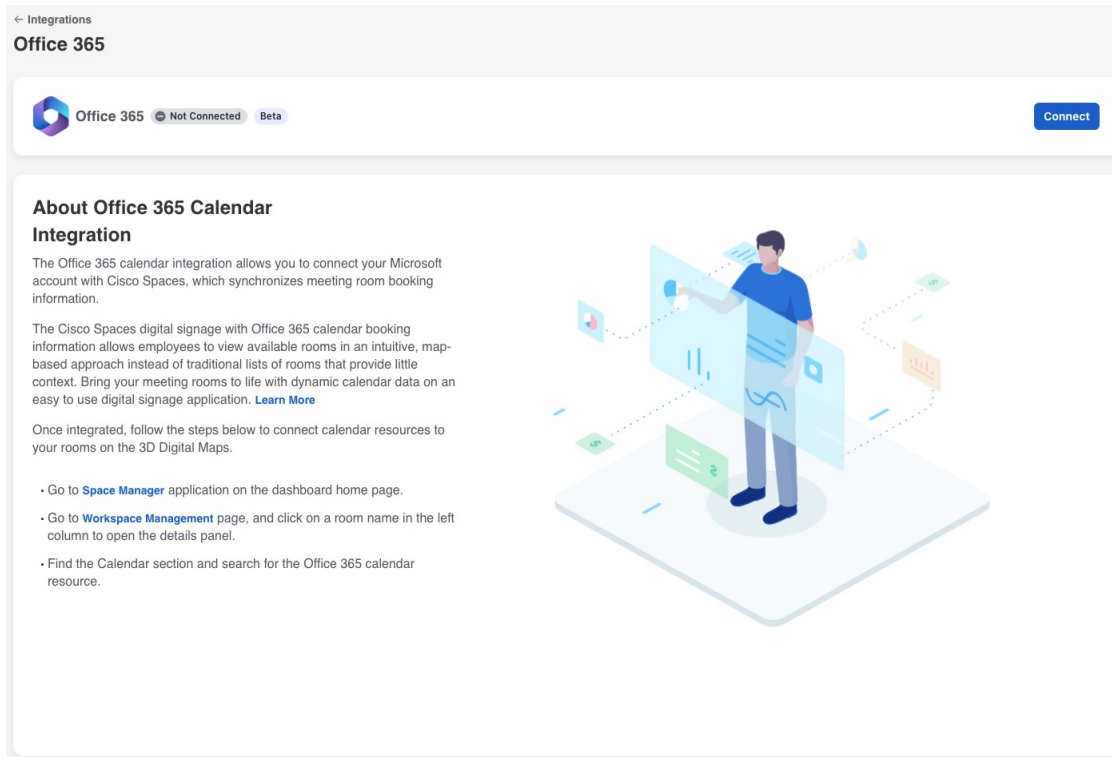 ← Integrations
Office 365
Office 365 Not Connected Beta Connect
About Office 365 Calendar
Integration
The Office 365 calendar integration allows you to connect your Microsoft
account with Cisco Spaces, which synchronizes meeting room booking
information.
The Cisco Spaces digital signage with Office 365 calendar booking
information allows employees to view available rooms in an intuitive, map-
based approach instead of traditional lists of rooms that provide little
context. Bring your meeting rooms to life with dynamic calendar data on an
easy to use digital signage application. Learn More
Once integrated, follow the steps below to connect calendar resources to
your rooms on the 3D Digital Maps.
• Go to Space Manager application on the dashboard home page.
• Go to Workspace Management page, and click on a room name in the left
column to open the details panel.
• Find the Calendar section and search for the Office 365 calendar
resource.
$
$
$